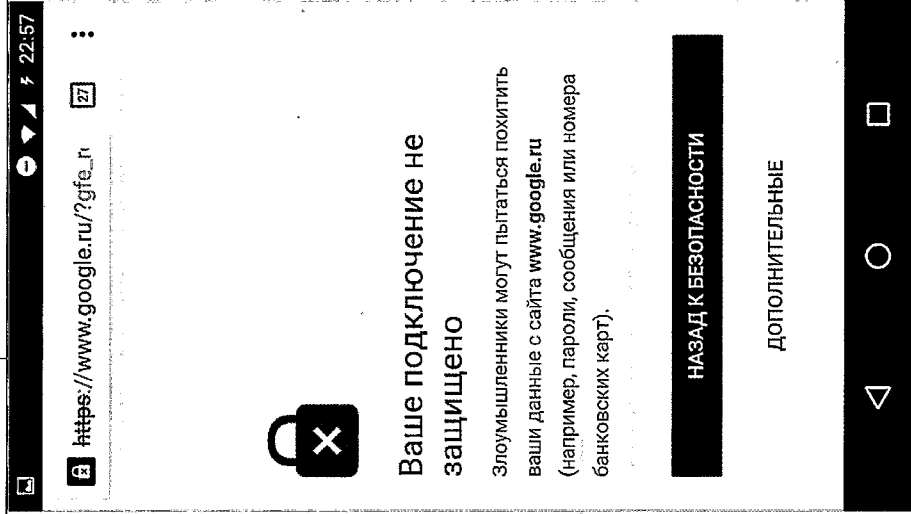 22:57
https://www.google.ru/?gfe_r
27
Ваше подключение не
защищено
Злоумышленники могут пытаться похитить
ваши данные с сайта www.google.ru
(например, пароли, сообщения или номера
банковских карт).
НАЗАД К БЕЗОПАСНОСТИ
ДОПОЛНИТЕЛЬНЫЕ